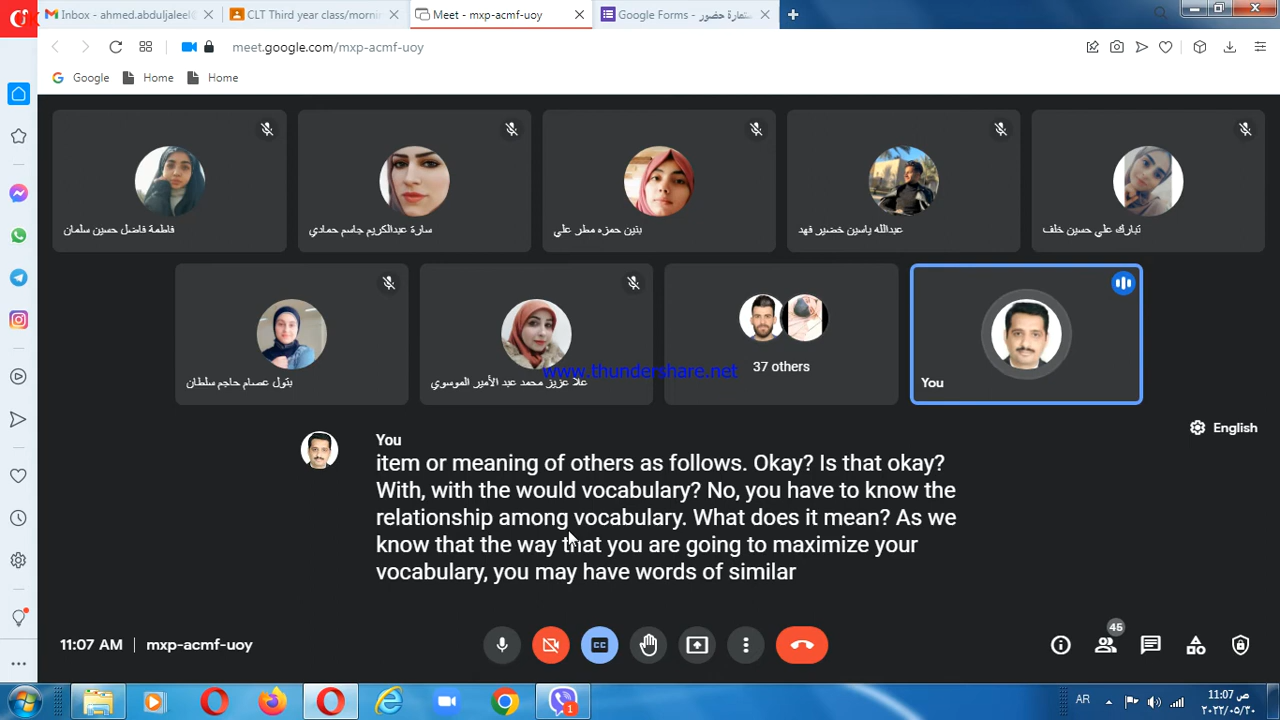 Inbox - ahmed.abduljaleel@
CLT Third year class/mornin
Meet - mxp-acmf-uoy
Google Forms - استمارة حضور
meet.google.com/mxp-acmf-uoy
Google
Home
Home
فاطمة فاضل حسين سلمان
سارة عبدالكريم جاسم حمادي
بنين حمزه مطر علي
عبدالله ياسين خضير فهد
تبارك علي حسين خلف
بتول عصام حاجم سلطان
علا عزيز محمد عبد الأمير الموسوي
37 others
You
www.thundershare.net
English
You
item or meaning of others as follows. Okay? Is that okay?
With, with the would vocabulary? No, you have to know the
relationship among vocabulary. What does it mean? As we
know that the way that you are going to maximize your
vocabulary, you may have words of similar
11:07 AM
mxp-acmf-uoy
CC
45
1
AR
11:07 ص
٢٠٢٢/٠٥/٣٠